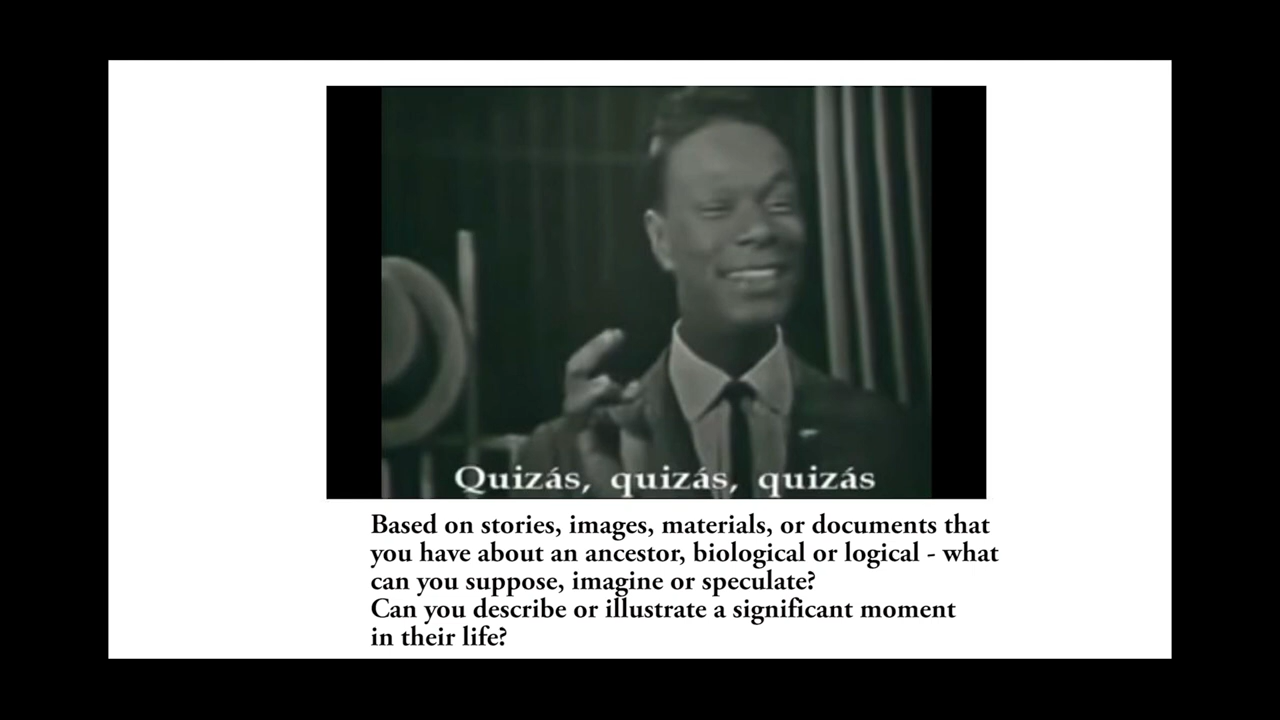 Quizás, quizás, quizás
Based on stories, images, materials, or documents that
you have about an ancestor, biological or logical - what
can you suppose, imagine or speculate?
Can you describe or illustrate a significant moment
in their life?